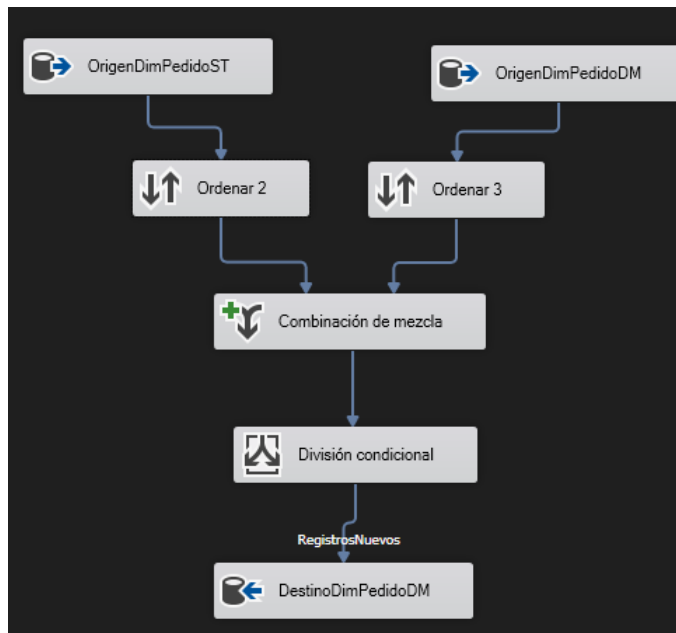 OrigenDimPedidoST
OrigenDimPedidoDM
Ordenar 2
Ordenar 3
Combinación de mezcla
División condicional
RegistrosNuevos
DestinoDimPedidoDM